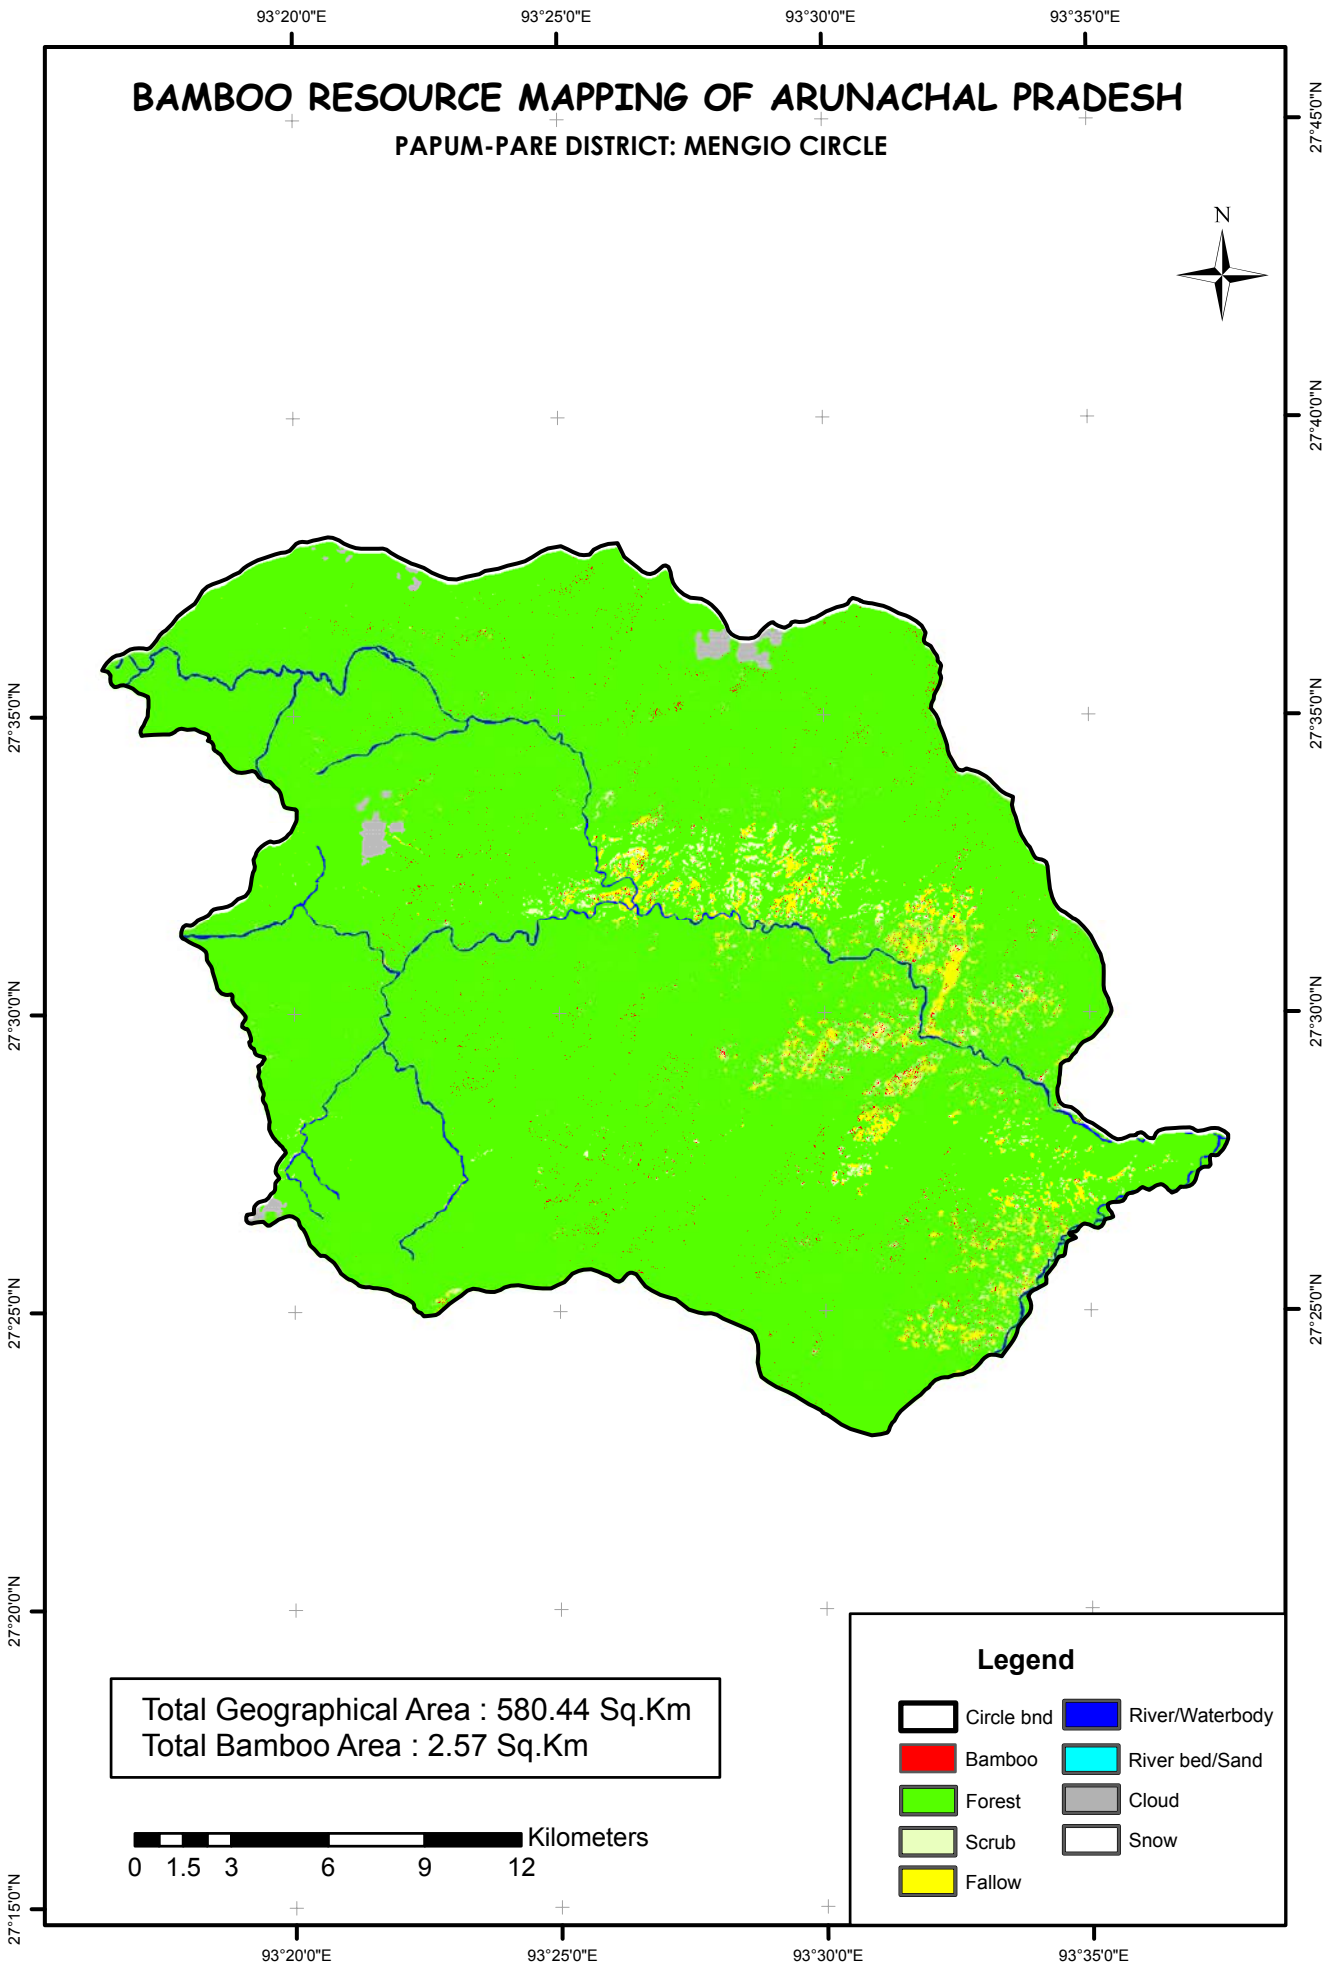 93°20'0"E 93°25'0"E 93°30'0"E 93°35'0"E
BAMBOO RESOURCE MAPPING OF ARUNACHAL PRADESH
PAPUM-PARE DISTRICT: MENGIO CIRCLE
N
27°45'0"N
27°40'0"N
27°35'0"N 27°35'0"N
27°30'0"N 27°30'0"N
27°25'0"N 27°25'0"N
27°20'0"N
27°15'0"N
Total Geographical Area : 580.44 Sq.Km
Total Bamboo Area : 2.57 Sq.Km
Kilometers
0 1.5 3 6 9 12
Legend
Circle bnd
Bamboo
Forest
Scrub
Fallow
River/Waterbody
River bed/Sand
Cloud
Snow
93°20'0"E 93°25'0"E 93°30'0"E 93°35'0"E